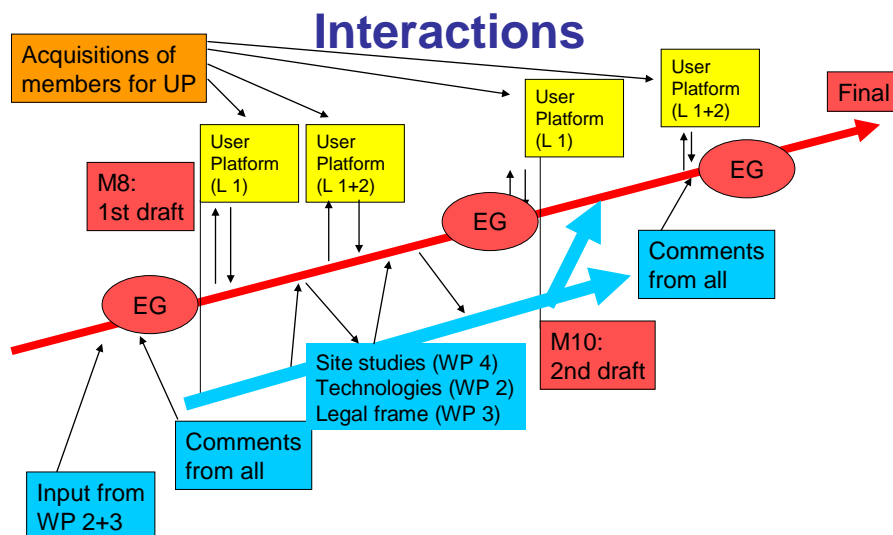 Interactions
Acquisitions of
members for UP
User
Platform
(L 1)
User
Platform
(L 1+2)
User
Platform
(L 1)
User
Platform
(L 1+2)
Final
M8:
1st draft
EG
EG
EG
Comments
from all
M10:
2nd draft
Site studies (WP 4)
Technologies (WP 2)
Legal frame (WP 3)
Comments
from all
Input from
WP 2+3